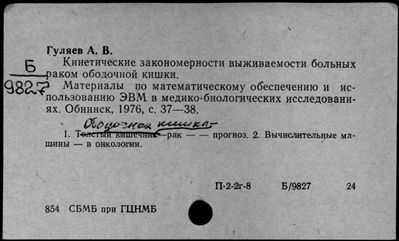 Гуляев А. В.
Б
9827
Кинетические закономерности выживаемости больных
раком ободочной кишки.
Материалы по математическому обеспечению и ис-
пользованию ЭВМ в медико-биологических исследовани-
ях. Обнинск, 1976, с. 37—38.
Ободочная кишка-
1. Толстый кишечник—рак — — прогноз. 2. Вычислительные ма-
шины — в онкологии.
П-2-2г-8 Б/9827 24
854 СБМБ при ГЦНМБ